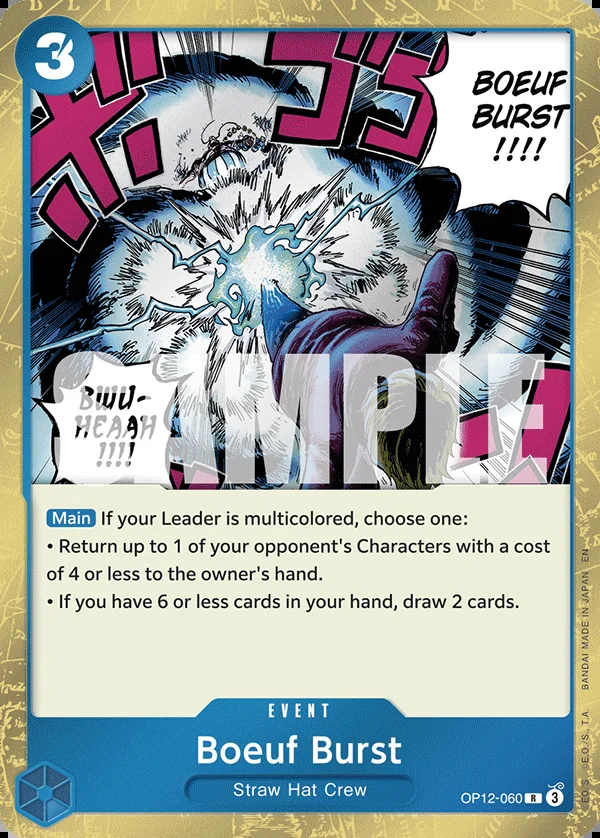 3
BOEUF
BURST
!!!!
ボゴゴ
BWU-
HEAAH
!!!!
SAMPLE
Main If your Leader is multicolored, choose one:
• Return up to 1 of your opponent's Characters with a cost
of 4 or less to the owner's hand.
• If you have 6 or less cards in your hand, draw 2 cards.
EVENT
Boeuf Burst
Straw Hat Crew
OP12-060 R 3
BANDAI MADE IN JAPAN EN